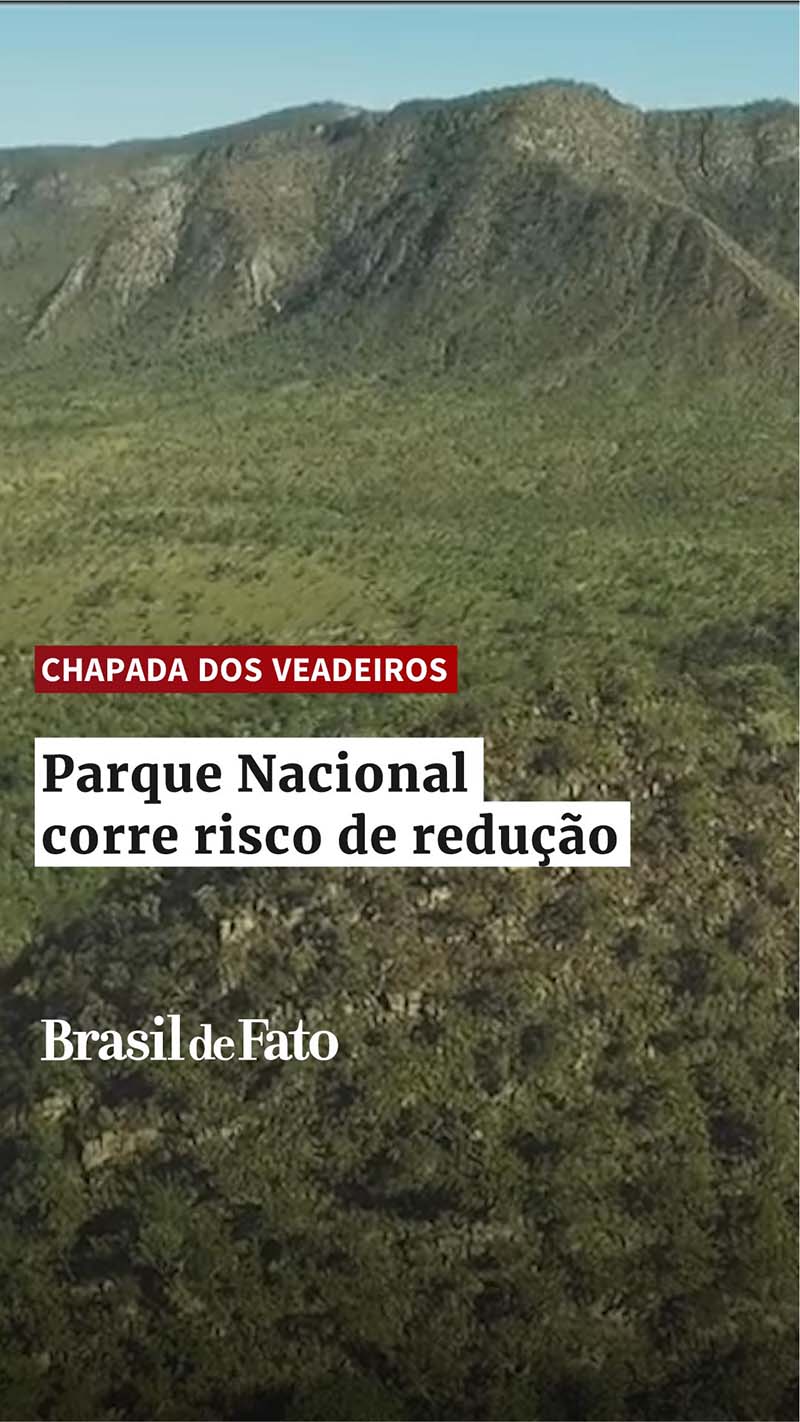 CHAPADA DOS VEADEIROS
Parque Nacional
corre risco de redução
Brasil de Fato